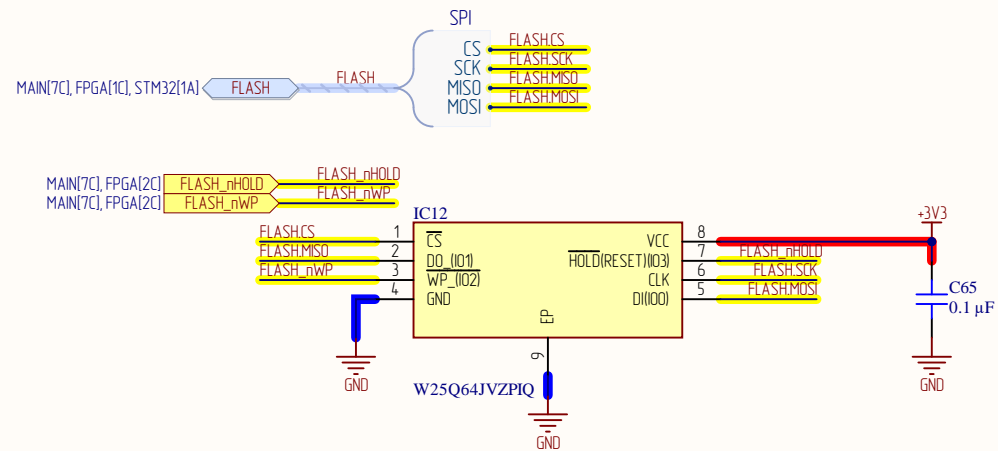 SPI
CS FLASH.CS
SCK FLASH.SCK
MAIN[7C], FPGA[1C], STM32[1A] FLASH FLASH MISO FLASH.MISO
MOSI FLASH.MOSI
MAIN[7C], FPGA[2C] FLASH_nHOLD FLASH_nHOLD
MAIN[7C], FPGA[2C] FLASH_nWP FLASH_nWP
IC12
+3V3
FLASH.CS 1 CS VCC 8
FLASH.MISO 2 DO_(IO1) HOLD(RESET)(IO3) 7 FLASH_nHOLD
FLASH_nWP 3 WP_(IO2) CLK 6 FLASH.SCK
4 GND DI(IO0) 5 FLASH.MOSI
C65
0.1 µF
EP
9
GND
GND
W25Q64JVZPIQ
GND